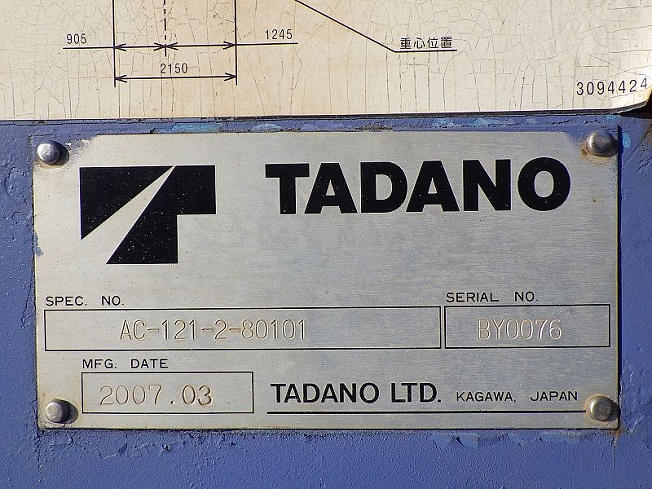 905
1245
2150
重心位置
3094424
TADANO
SPEC. NO.
AC-121-2-80101
SERIAL NO.
BY0076
MFG. DATE
2007.03
TADANO LTD. KAGAWA, JAPAN